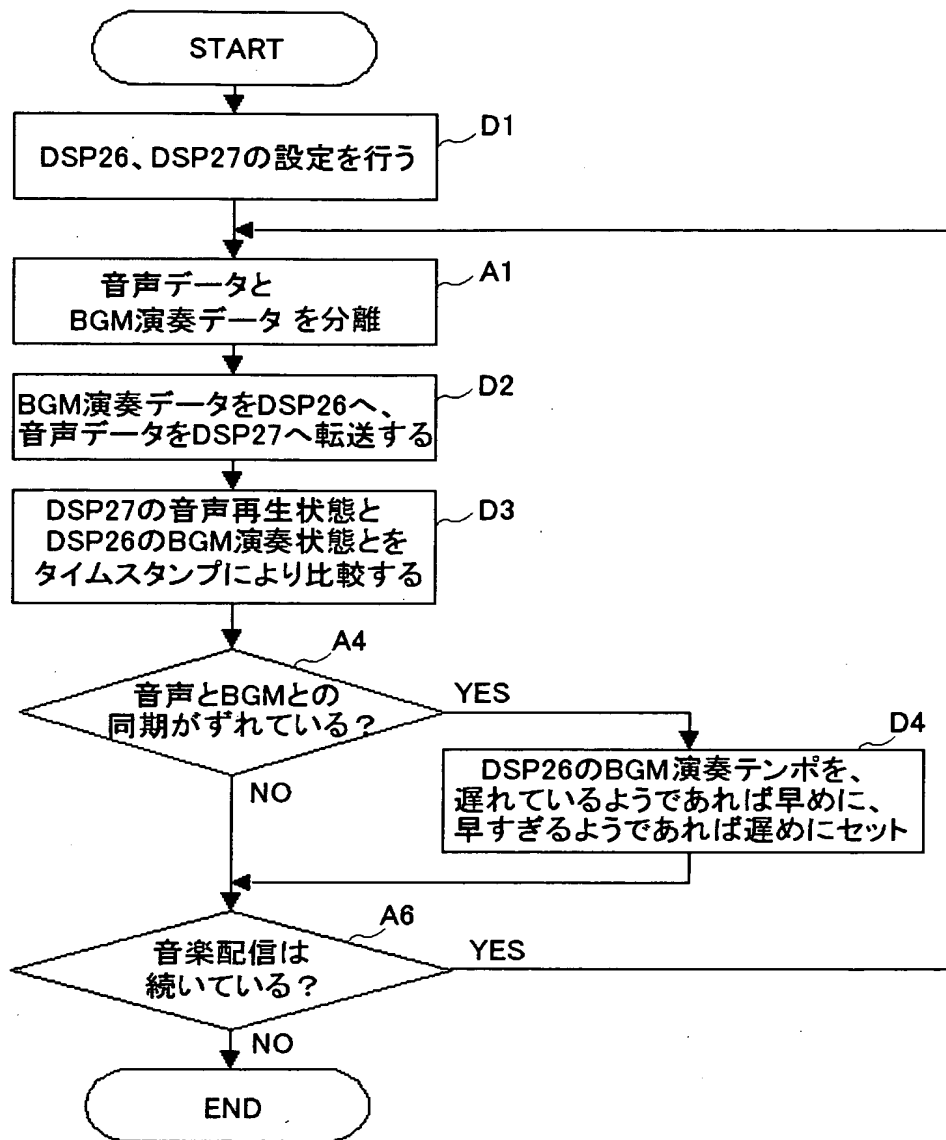 START
D1
DSP26、DSP27の設定を行う
A1
音声データと
BGM演奏データ を分離
D2
BGM演奏データをDSP26へ、
音声データをDSP27へ転送する
D3
DSP27の音声再生状態と
DSP26のBGM演奏状態とを
タイムスタンプにより比較する
A4
音声とBGMとの
同期がずれている？
YES
NO
D4
DSP26のBGM演奏テンポを、
遅れているようであれば早めに、
早すぎるようであれば遅めにセット
A6
音楽配信は
続いている？
YES
NO
END